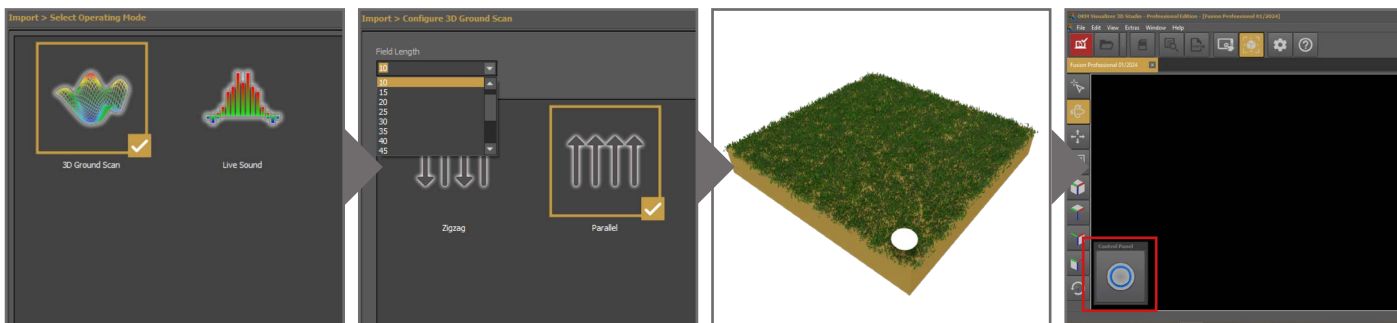 Import > Select Operating Mode
3D Ground Scan
Live Sound
Import > Configure 3D Ground Scan
Field Length
10
10
15
20
25
30
35
40
45
Zigzag
Parallel
OKM Visualizer 3D Studio - Professional Edition - [Fusion Professional 01/2024]
File Edit View Extras Window Help
Fusion Professional 01/2024
Control Panel